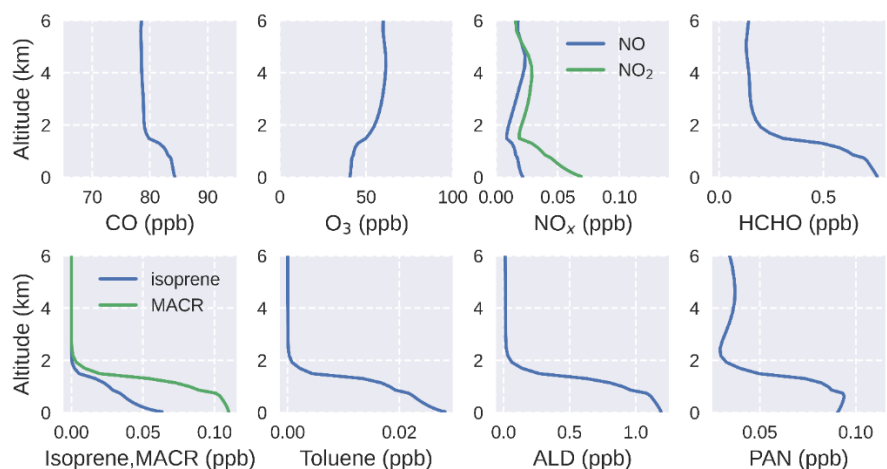 Altitude (km)
6
4
2
0
70 80 90
CO (ppb)
6
4
2
0
0 50 100
O₃ (ppb)
6
4
2
0
NO
NO₂
0.00 0.05 0.10
NOₓ (ppb)
6
4
2
0
0.0 0.5
HCHO (ppb)
Altitude (km)
6
4
2
0
isoprene
MACR
0.00 0.05 0.10
Isoprene,MACR (ppb)
6
4
2
0
0.00 0.02
Toluene (ppb)
6
4
2
0
0.0 0.5 1.0
ALD (ppb)
6
4
2
0
0.05 0.10
PAN (ppb)